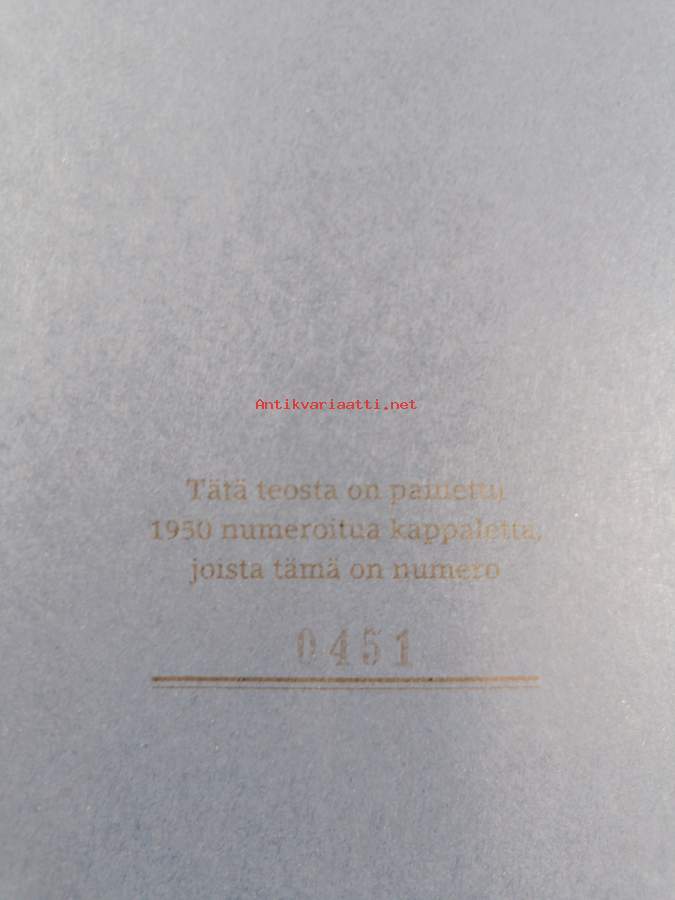 Antikvariaatti.net
Tätä teosta on painettu
1950 numeroitua kappaletta,
joista tämä on numero
0451